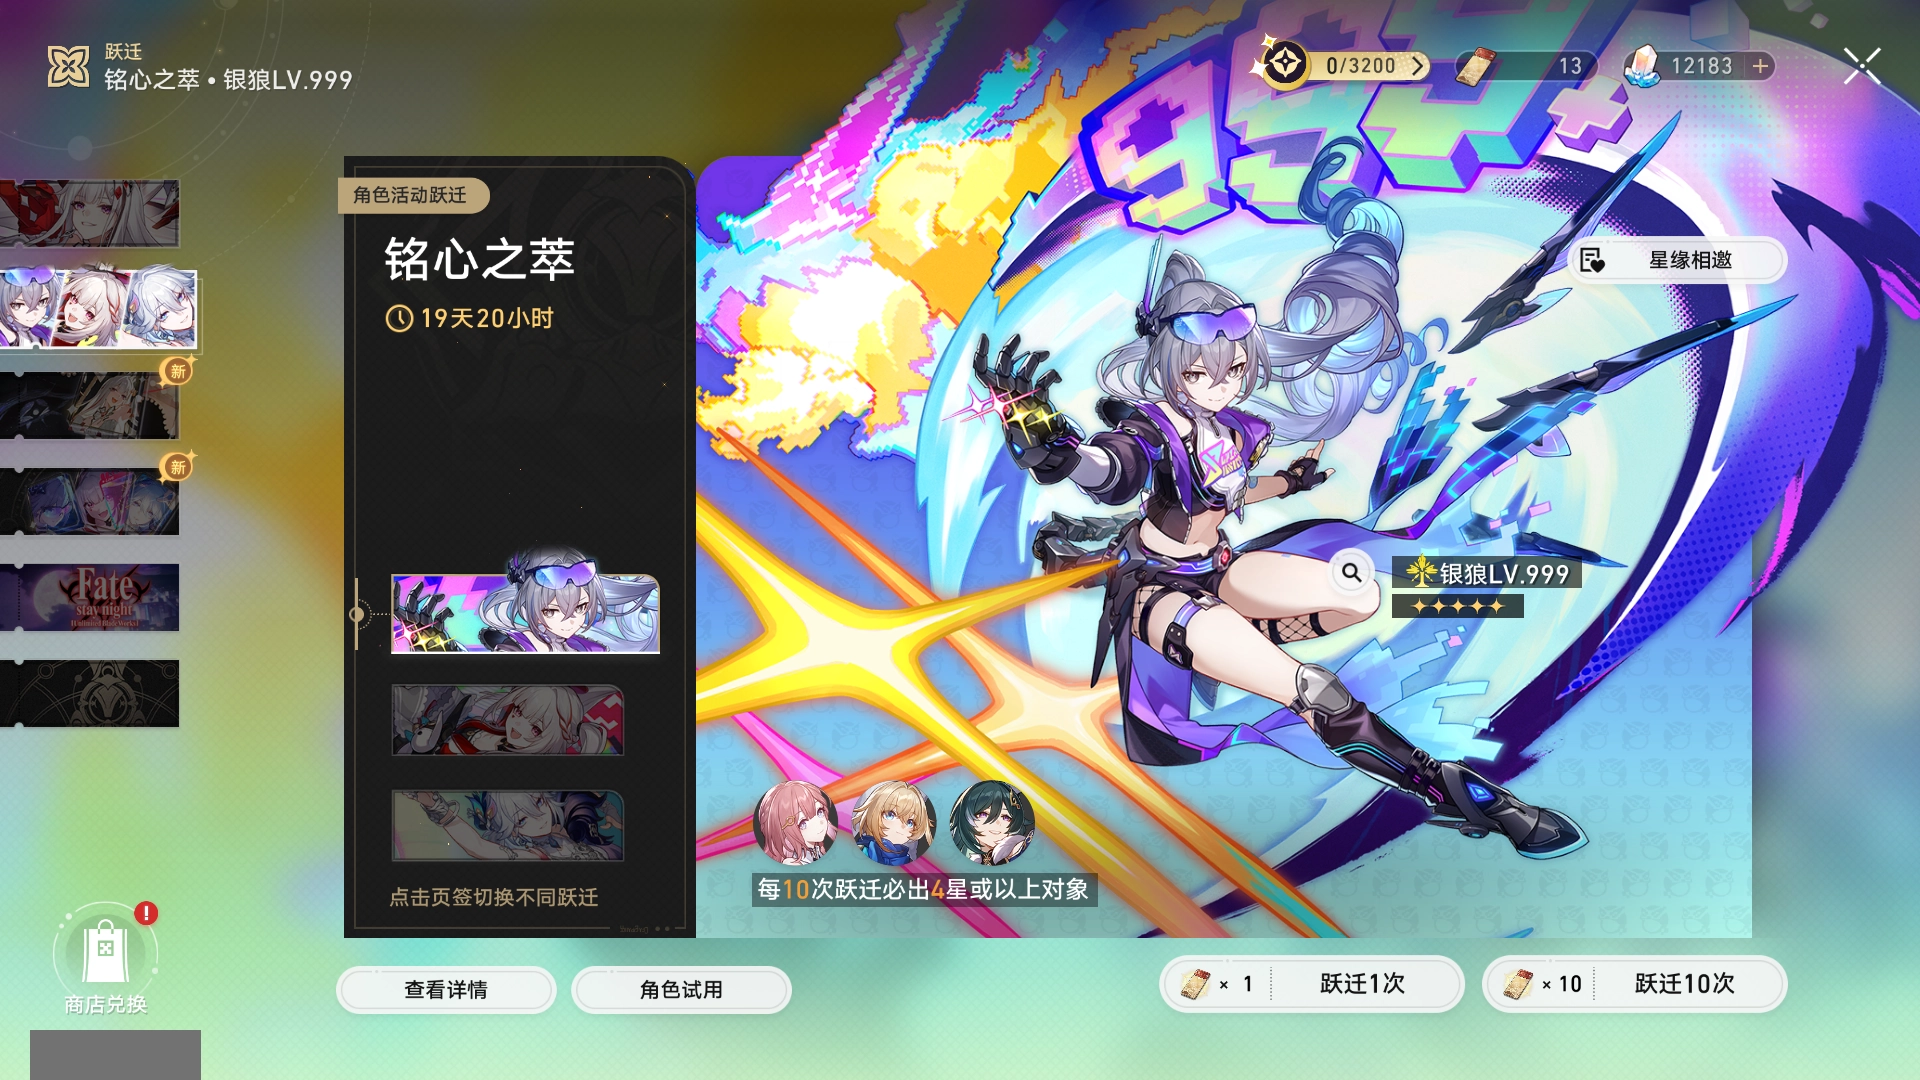 跃迁
铭心之萃•银狼LV.999
0/3200
13
12183
999+
角色活动跃迁
铭心之萃
19天20小时
星缘相邀
新
新
Fate
stay night
银狼LV.999
每10次跃迁必出4星或以上对象
点击页签切换不同跃迁
商店兑换
查看详情
角色试用
× 1
跃迁1次
× 10
跃迁10次